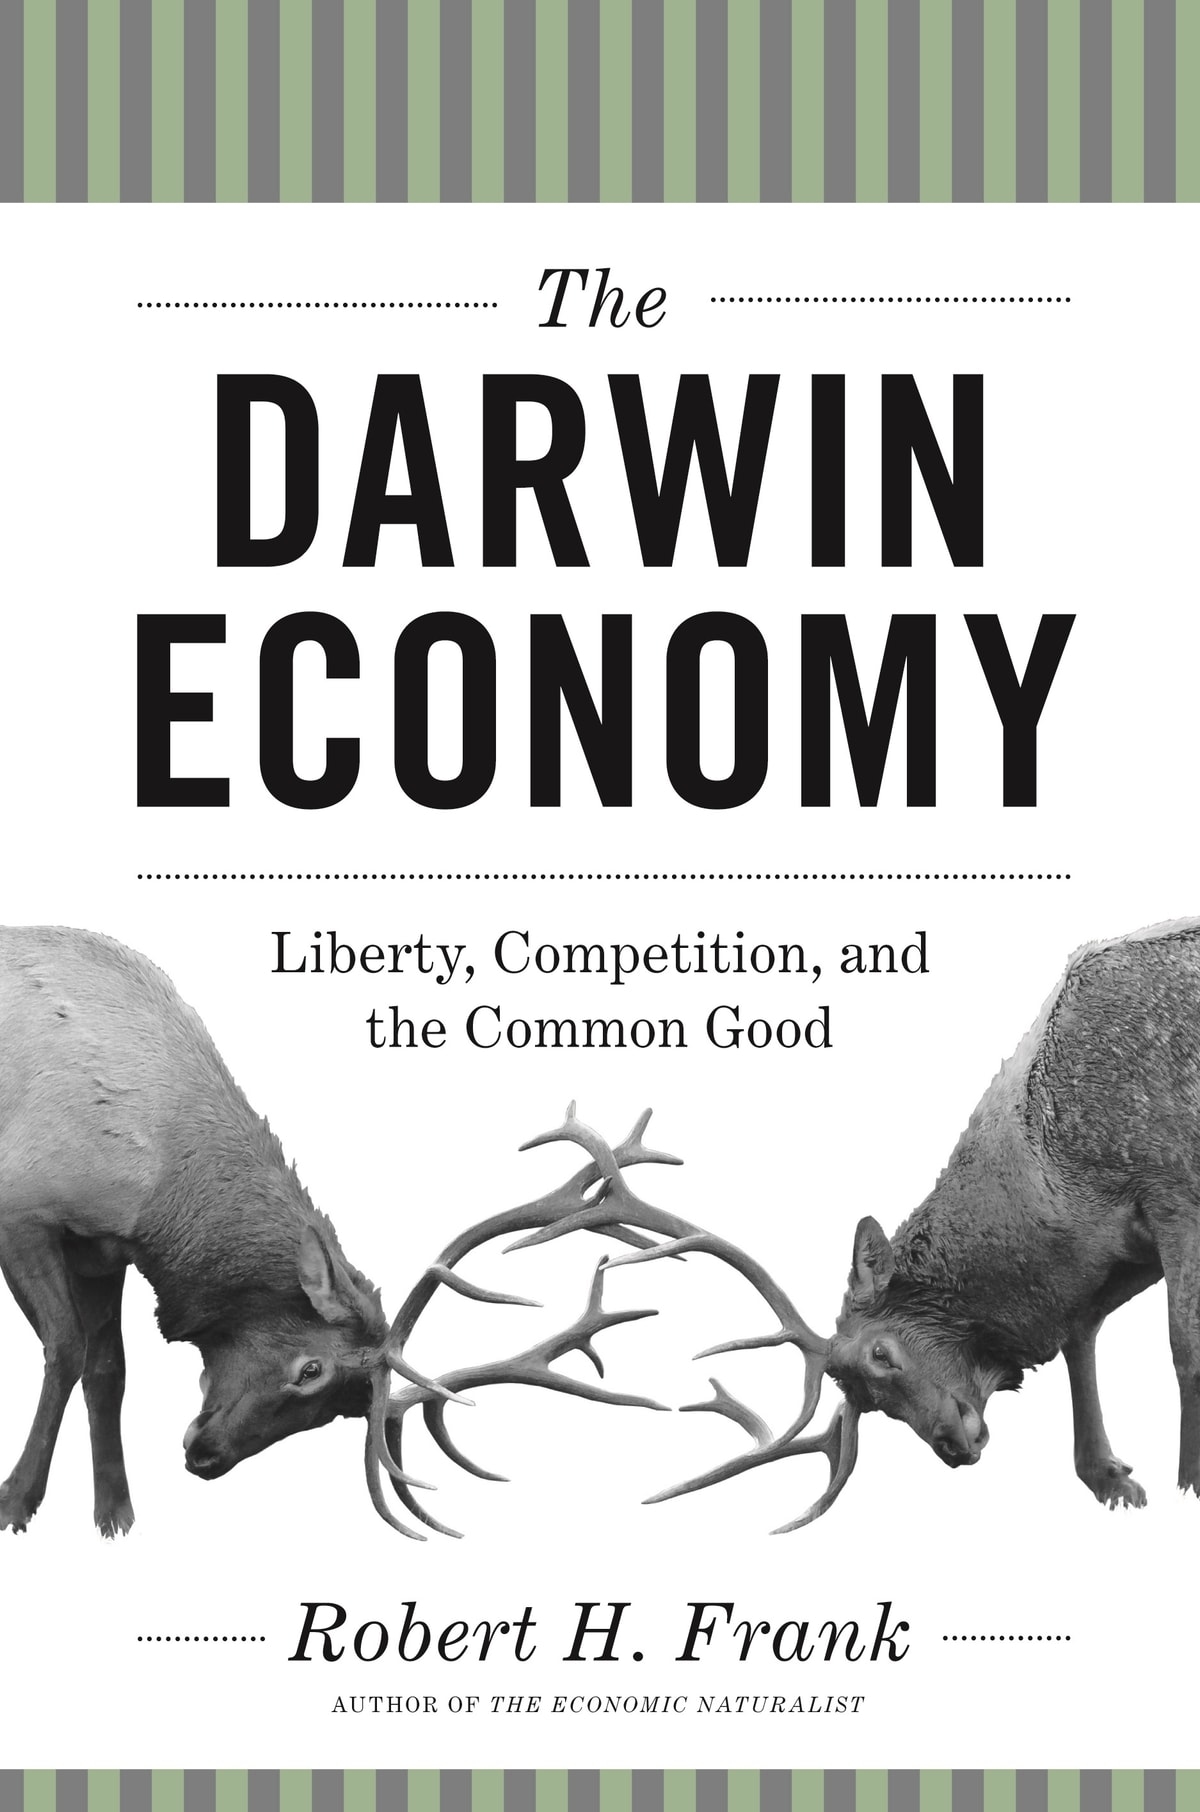 The
DARWIN
ECONOMY
Liberty, Competition, and
the Common Good
Robert H. Frank
AUTHOR OF THE ECONOMIC NATURALIST